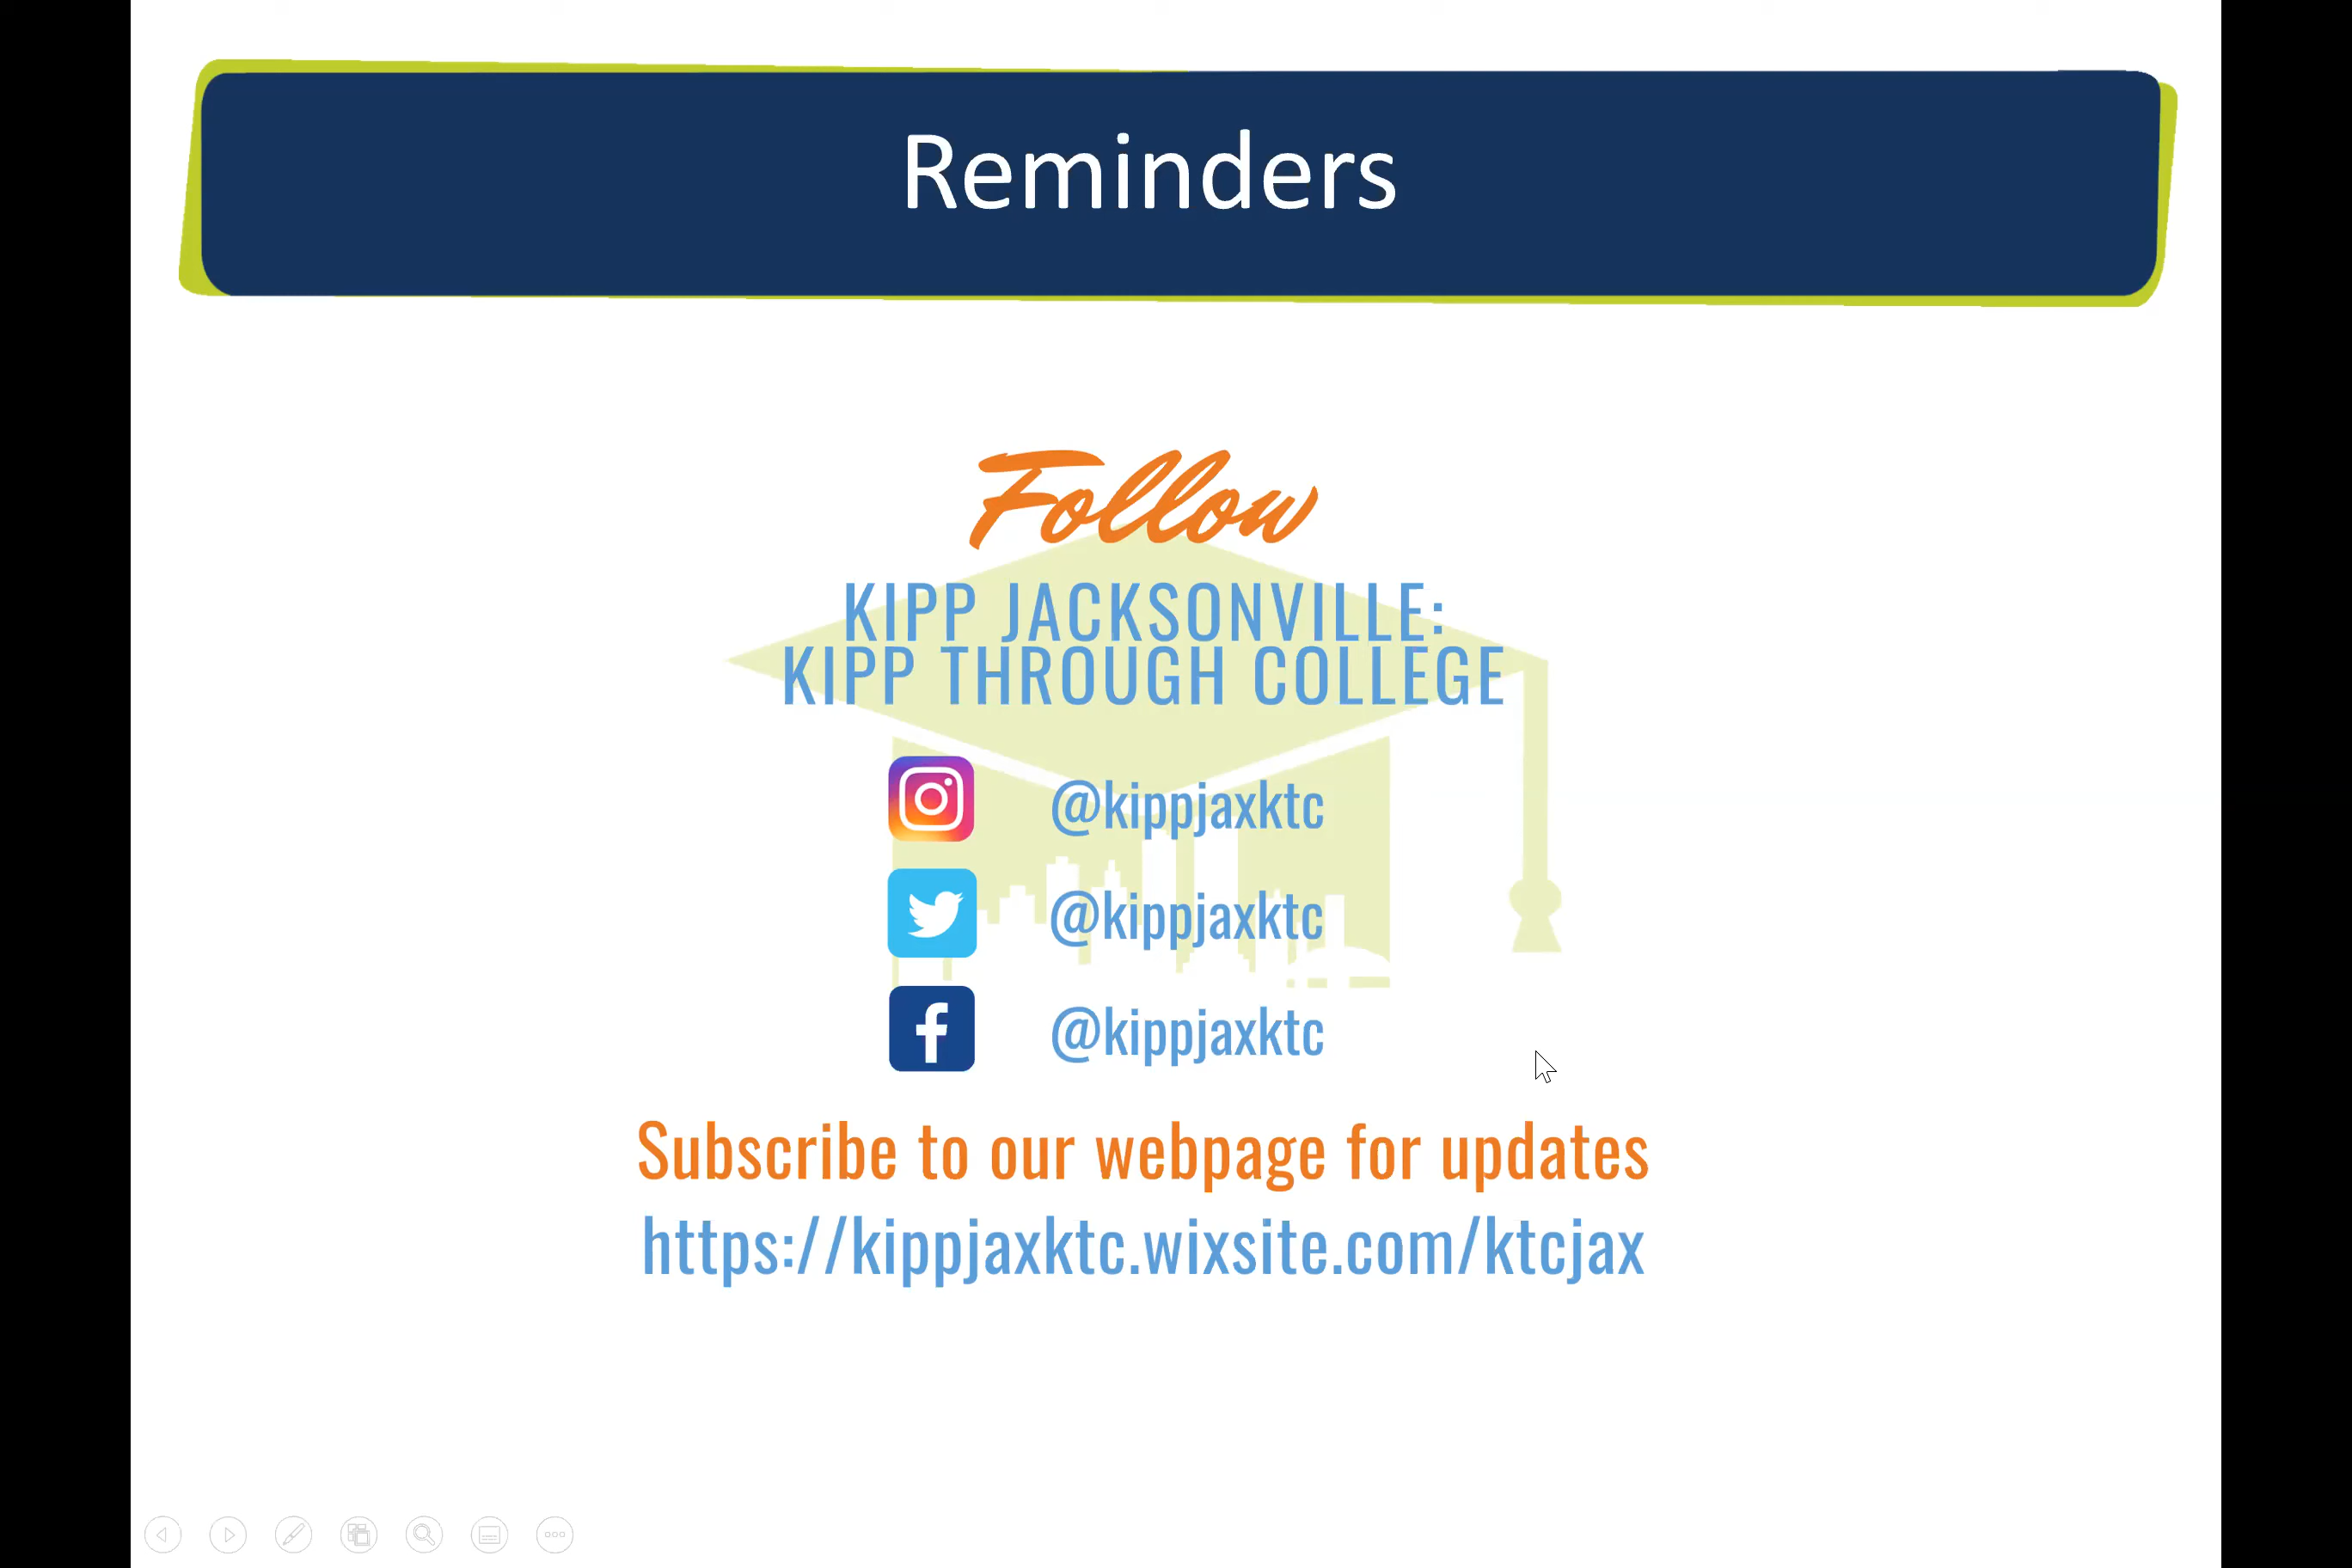 Reminders
Follow
KIPP JACKSONVILLE:
KIPP THROUGH COLLEGE
@kippjaxktc
@kippjaxktc
@kippjaxktc
Subscribe to our webpage for updates
https://kippjaxktc.wixsite.com/ktcjax